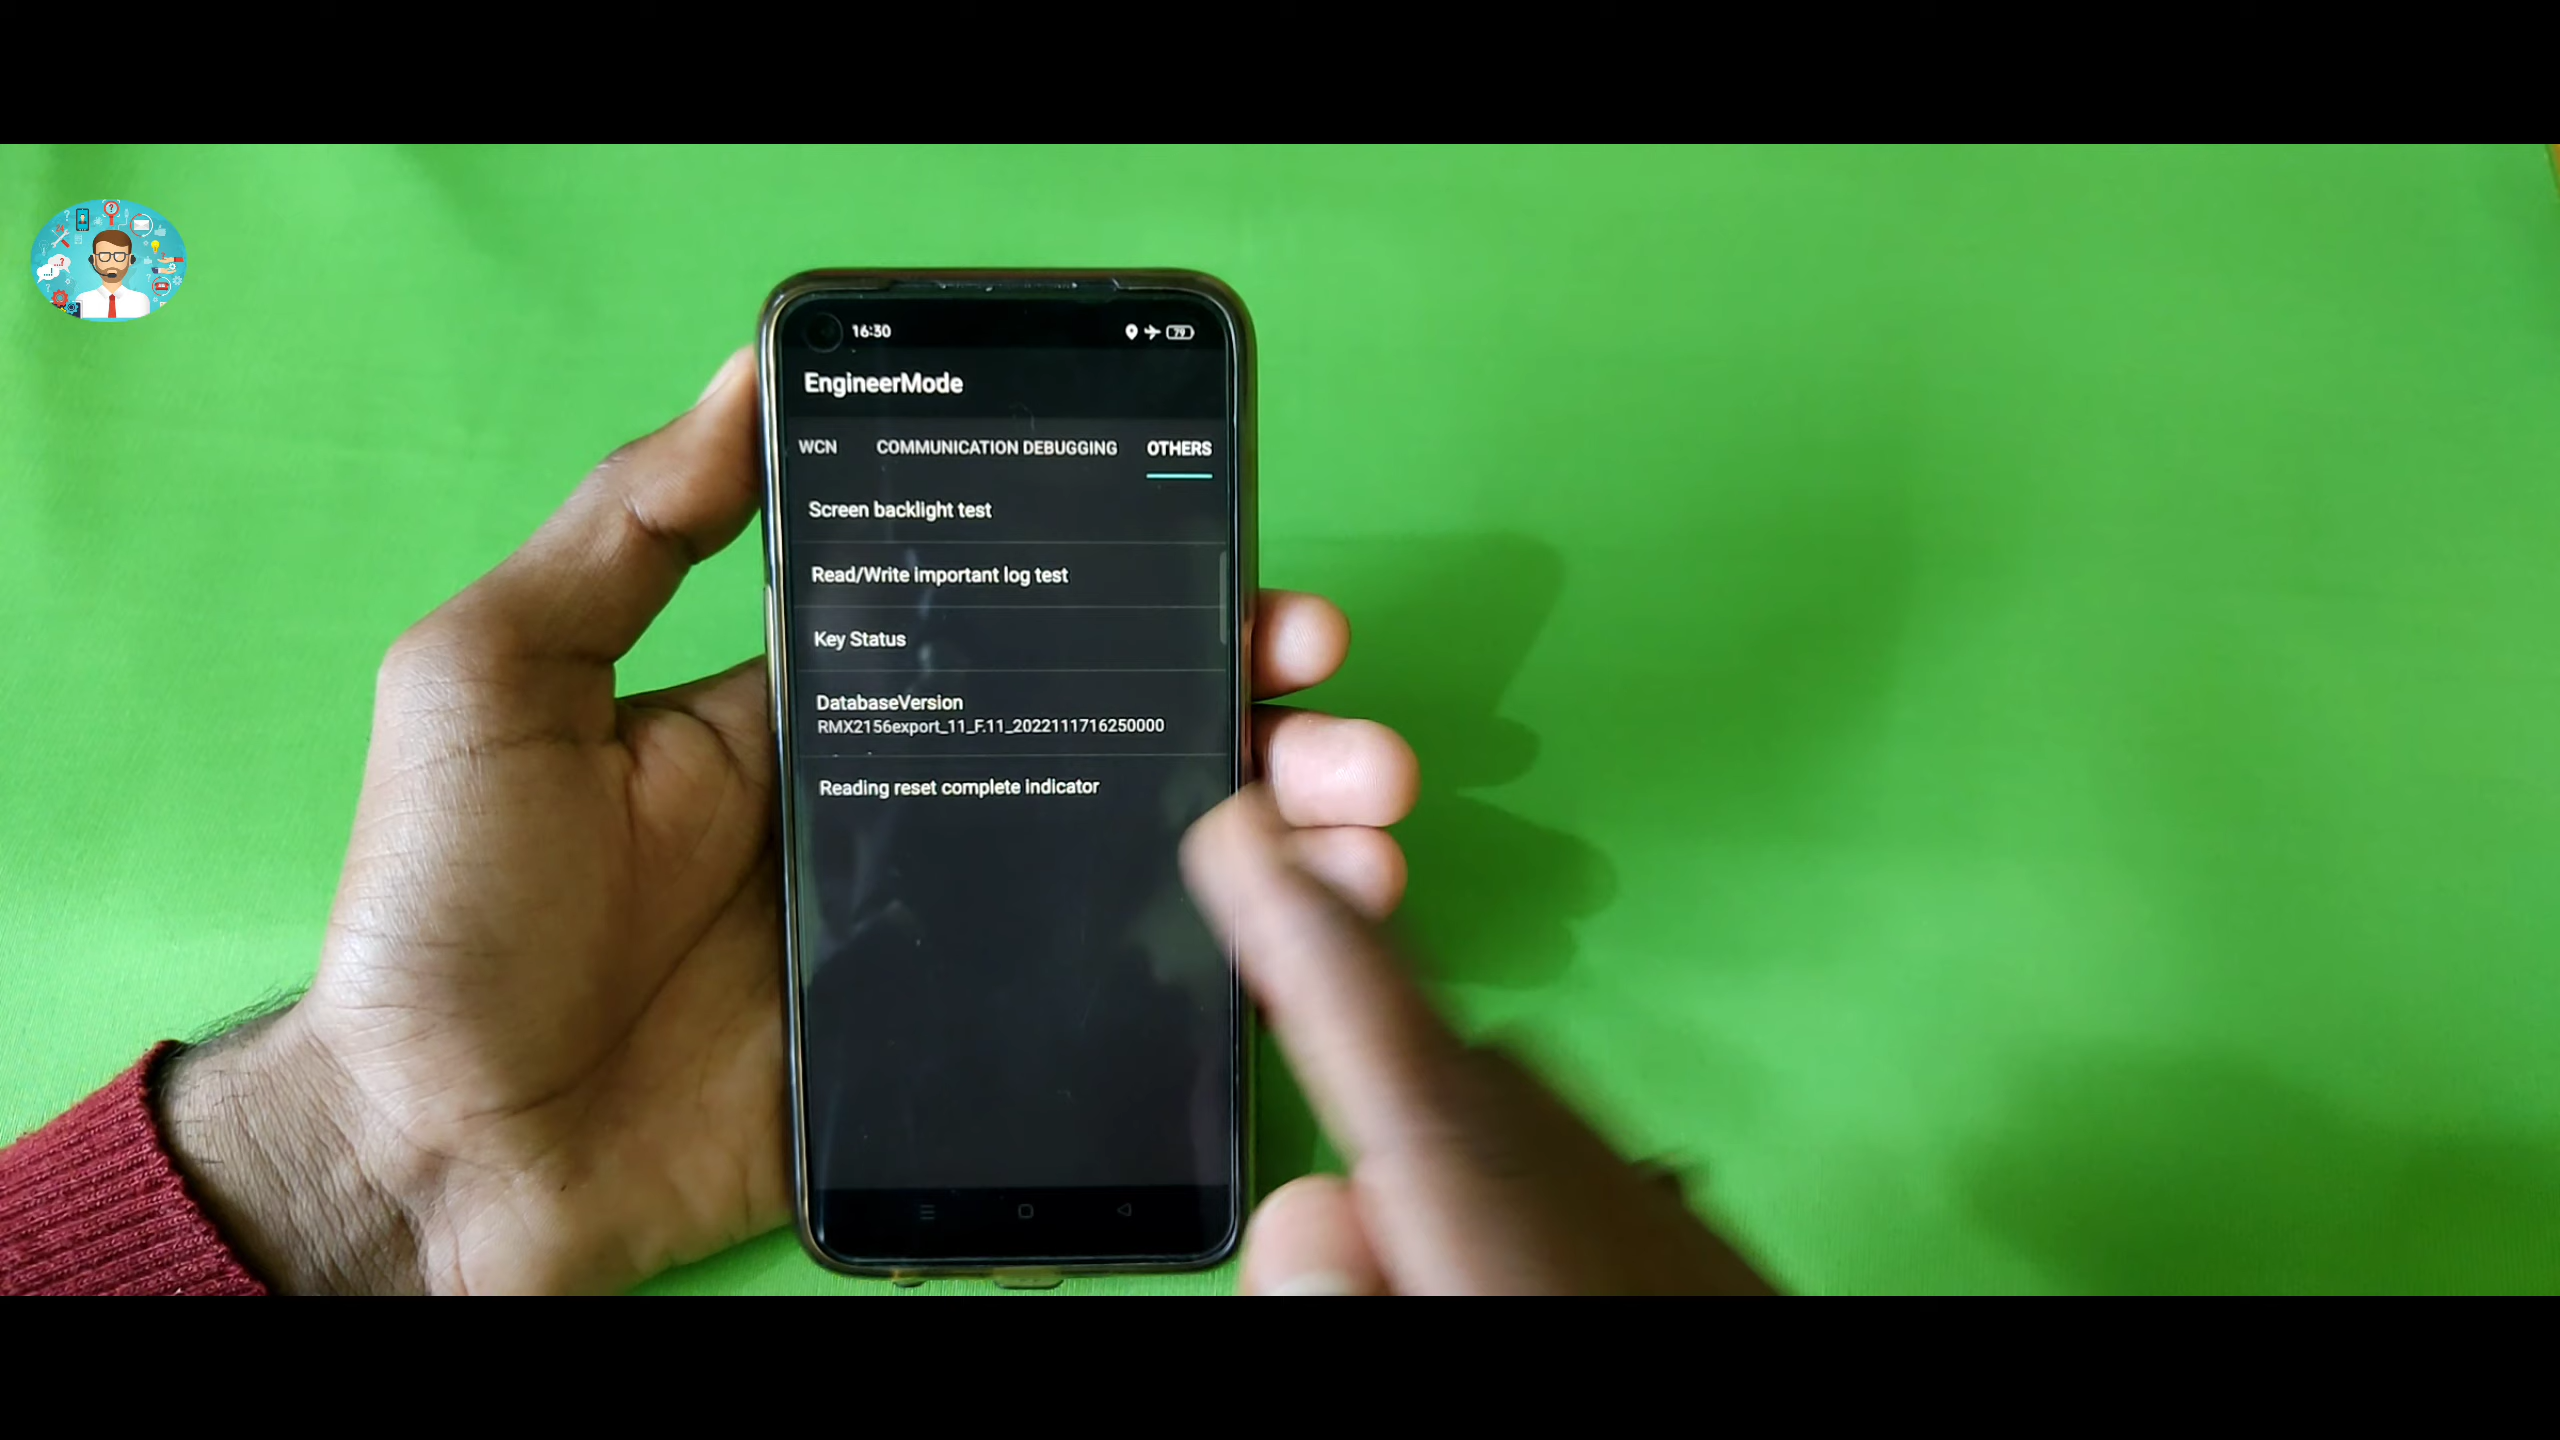 16:30
79
EngineerMode
WCN COMMUNICATION DEBUGGING OTHERS
Screen backlight test
Read/Write important log test
Key Status
DatabaseVersion
RMX2156export_11_F.11_2022111716250000
Reading reset complete indicator